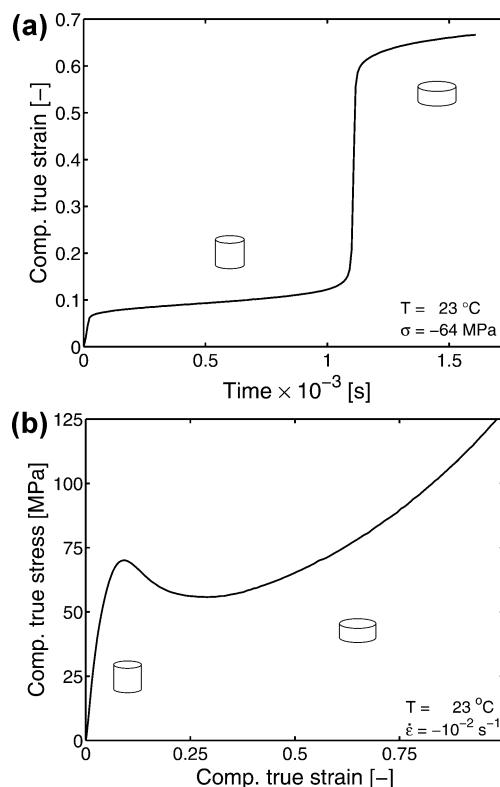 (a)
0.7
0.6
0.5
0.4
0.3
0.2
0.1
0
Comp. true strain [−]
T = 23 °C
σ = −64 MPa
0 0.5 1 1.5
Time × 10⁻³ [s]
(b)
125
100
75
50
25
0
Comp. true stress [MPa]
T = 23 °C
ε̇ = −10⁻² s⁻¹
0 0.25 0.5 0.75
Comp. true strain [−]